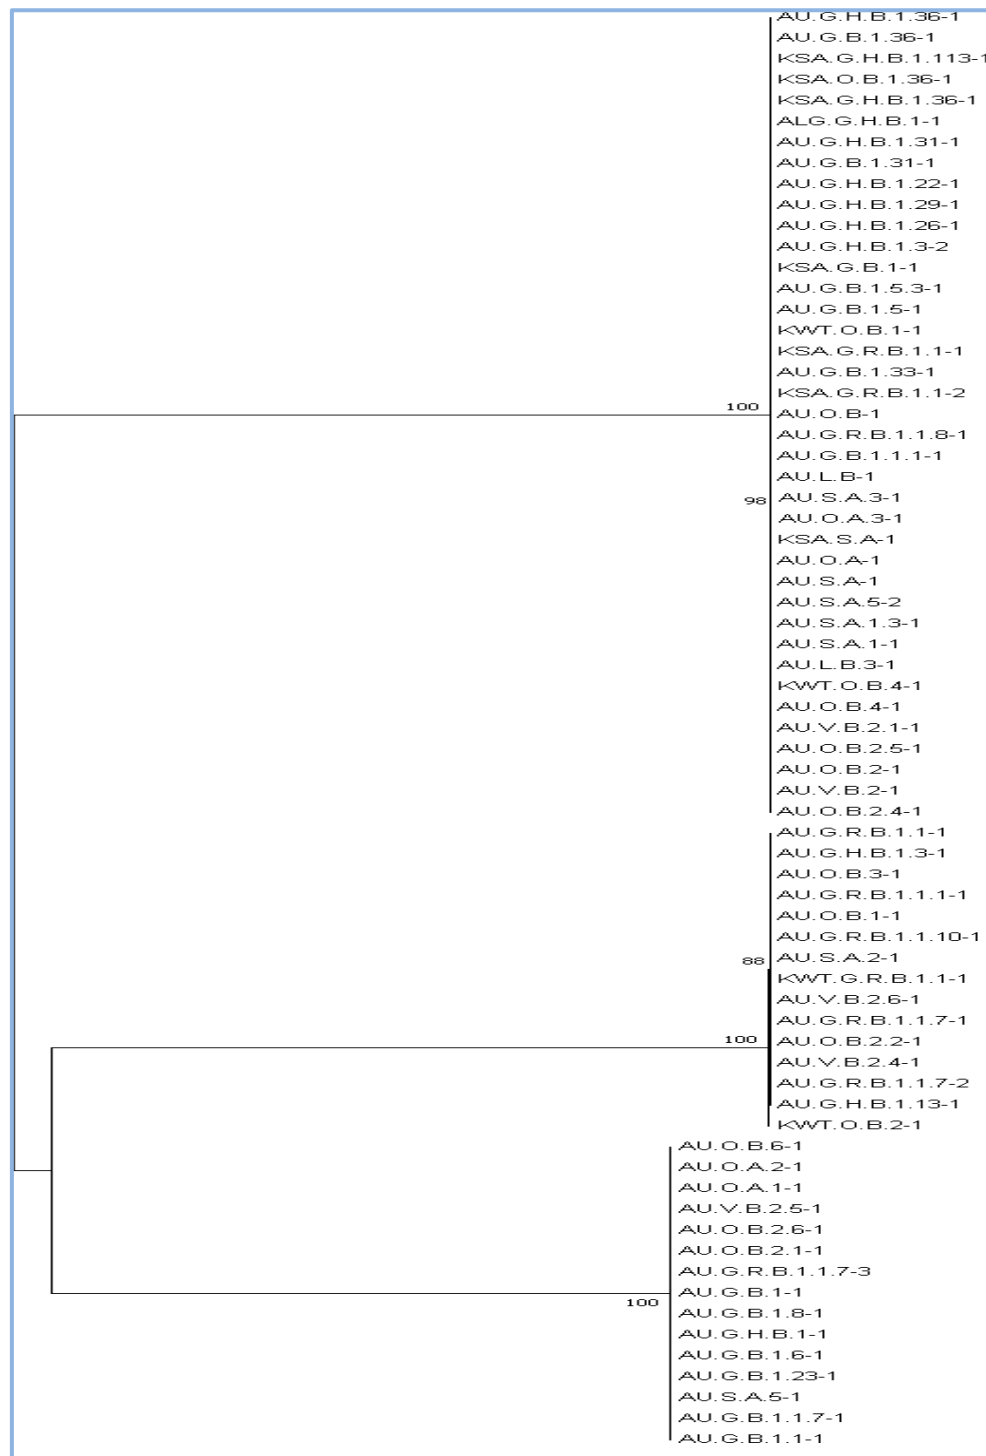 AU.G.H.B.1.36-1
AU.G.B.1.36-1
KSA.G.H.B.1.113-1
KSA.O.B.1.36-1
KSA.G.H.B.1.36-1
ALG.G.H.B.1-1
AU.G.H.B.1.31-1
AU.G.B.1.31-1
AU.G.H.B.1.22-1
AU.G.H.B.1.29-1
AU.G.H.B.1.26-1
AU.G.H.B.1.3-2
KSA.G.B.1-1
AU.G.B.1.5.3-1
AU.G.B.1.5-1
KWT.O.B.1-1
KSA.G.R.B.1.1-1
AU.G.B.1.33-1
KSA.G.R.B.1.1-2
100 AU.O.B-1
AU.G.R.B.1.1.8-1
AU.G.B.1.1.1-1
AU.L.B-1
98 AU.S.A.3-1
AU.O.A.3-1
KSA.S.A-1
AU.O.A-1
AU.S.A-1
AU.S.A.5-2
AU.S.A.1.3-1
AU.S.A.1-1
AU.L.B.3-1
KWT.O.B.4-1
AU.O.B.4-1
AU.V.B.2.1-1
AU.O.B.2.5-1
AU.O.B.2-1
AU.V.B.2-1
AU.O.B.2.4-1
AU.G.R.B.1.1-1
AU.G.H.B.1.3-1
AU.O.B.3-1
AU.G.R.B.1.1.1-1
AU.O.B.1-1
AU.G.R.B.1.1.10-1
88 AU.S.A.2-1
KWT.G.R.B.1.1-1
AU.V.B.2.6-1
AU.G.R.B.1.1.7-1
100 AU.O.B.2.2-1
AU.V.B.2.4-1
AU.G.R.B.1.1.7-2
AU.G.H.B.1.13-1
KWT.O.B.2-1
AU.O.B.6-1
AU.O.A.2-1
AU.O.A.1-1
AU.V.B.2.5-1
AU.O.B.2.6-1
AU.O.B.2.1-1
AU.G.R.B.1.1.7-3
AU.G.B.1-1
100 AU.G.B.1.8-1
AU.G.H.B.1-1
AU.G.B.1.6-1
AU.G.B.1.23-1
AU.S.A.5-1
AU.G.B.1.1.7-1
AU.G.B.1.1-1